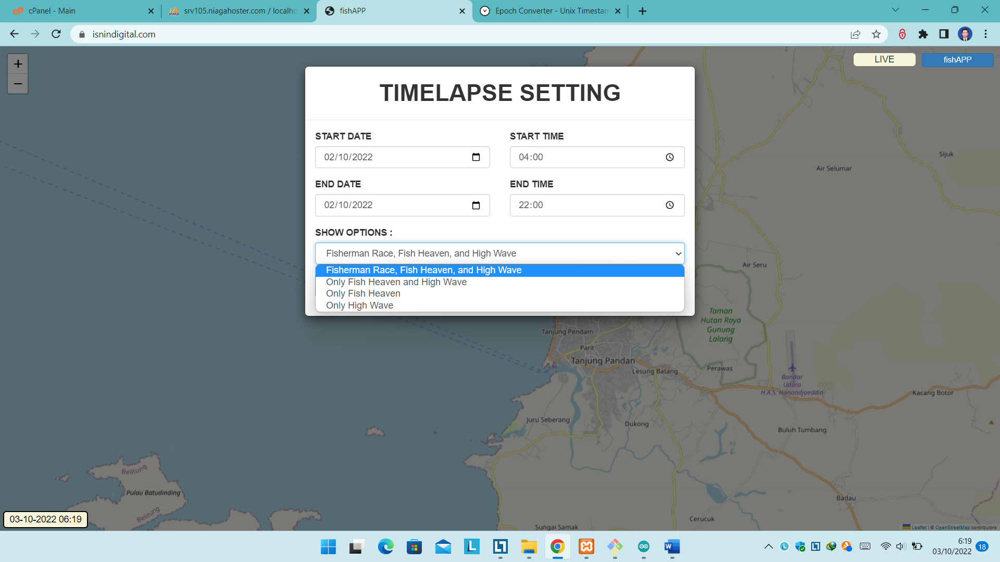 cPanel - Main
srv105.niagahoster.com / localho
fishAPP
Epoch Converter - Unix Timestam
isnindigital.com
+
−
LIVE
fishAPP
TIMELAPSE SETTING
START DATE
START TIME
02/10/2022
04:00
END DATE
END TIME
02/10/2022
22:00
SHOW OPTIONS :
Fisherman Race, Fish Heaven, and High Wave
Fisherman Race, Fish Heaven, and High Wave
Only Fish Heaven and High Wave
Only Fish Heaven
Only High Wave
Sijuk
Air Selumar
Air Seru
Taman
Hutan Raya
Gunung
Lalang
Tanjung Pendam
Parit
Tanjung Pandan
Lesung Batang
Perawas
Bandar
Udara
H.A.S. Hanandjoeddin
Kacang Botor
Juru Seberang
Dukong
Buluh Tumbang
Belitung
Pulau Batudinding
Belitung
Badau
Cerucuk
Sungai Samak
03-10-2022 06:19
Leaflet | © OpenStreetMap contributors
6:19
03/10/2022
18